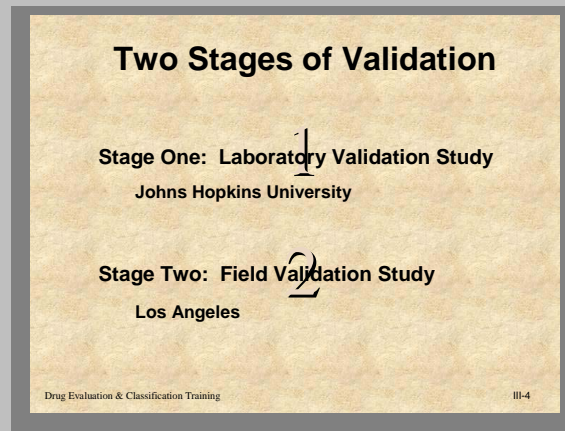 Two Stages of Validation
1
Stage One: Laboratory Validation Study
Johns Hopkins University
2
Stage Two: Field Validation Study
Los Angeles
Drug Evaluation & Classification Training
III-4